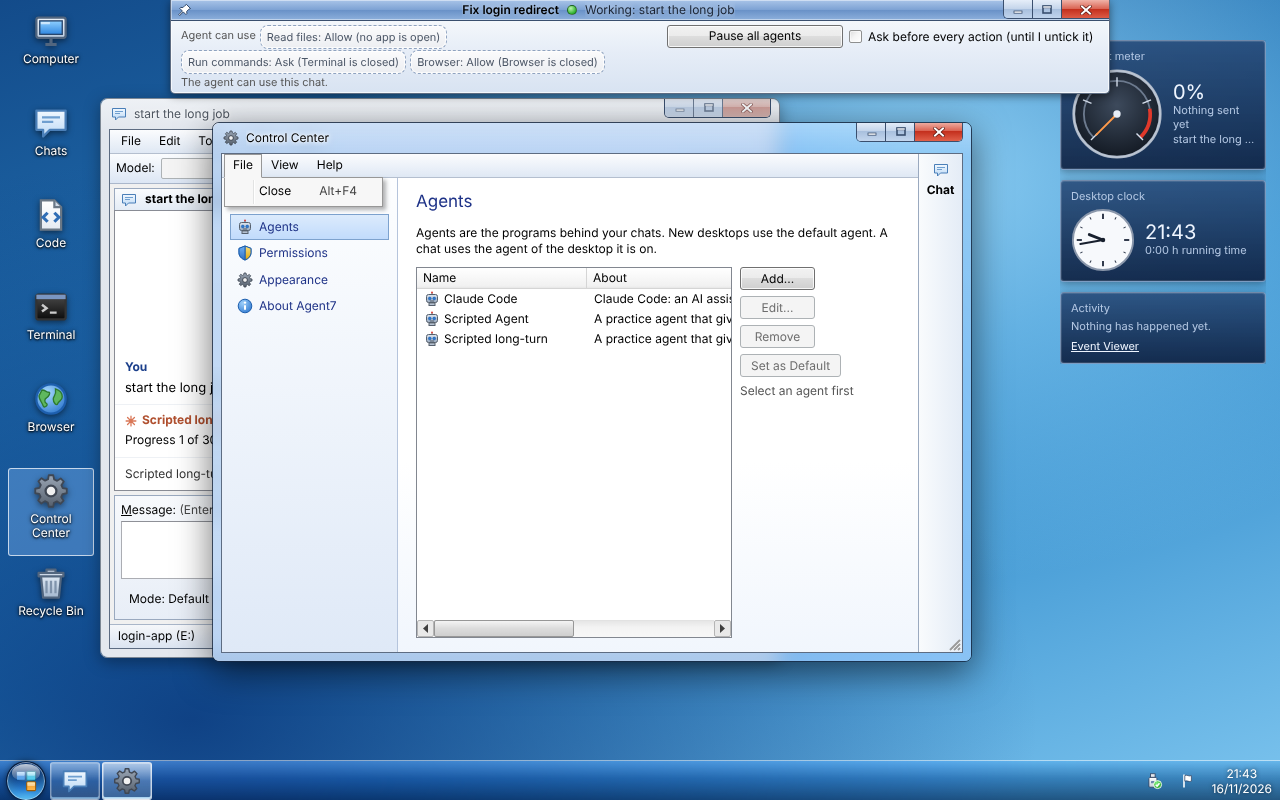 Fix login redirect Working: start the long job
Agent can use Read files: Allow (no app is open)
Pause all agents
Ask before every action (until I untick it)
Run commands: Ask (Terminal is closed) Browser: Allow (Browser is closed)
The agent can use this chat.
Computer
Chats
Code
Terminal
Browser
Control
Center
Recycle Bin
start the long job
File Edit
Model:
start the lon
You
start the long j
Scripted lon
Progress 1 of 30
Scripted long-tu
Message: (Enter
Mode: Default
login-app (E:)
Control Center
File View Help
Close Alt+F4
Agents
Permissions
Appearance
About Agent7
Agents
Agents are the programs behind your chats. New desktops use the default agent. A
chat uses the agent of the desktop it is on.
Name About
Claude Code Claude Code: an AI assis
Scripted Agent A practice agent that giv
Scripted long-turn A practice agent that giv
Add...
Edit...
Remove
Set as Default
Select an agent first
Chat
meter
0%
Nothing sent
yet
start the long ...
Desktop clock
21:43
0:00 h running time
Activity
Nothing has happened yet.
Event Viewer
21:43
16/11/2026